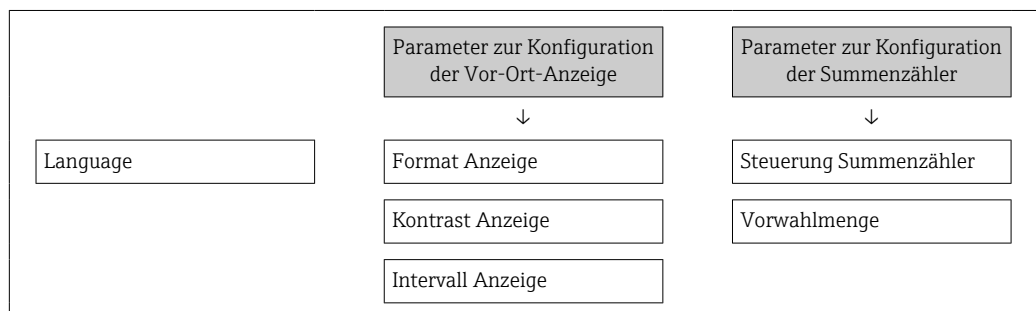 Parameter zur Konfiguration
der Vor-Ort-Anzeige
Parameter zur Konfiguration
der Summenzähler
↓
↓
Language
Format Anzeige
Steuerung Summenzähler
Kontrast Anzeige
Vorwahlmenge
Intervall Anzeige